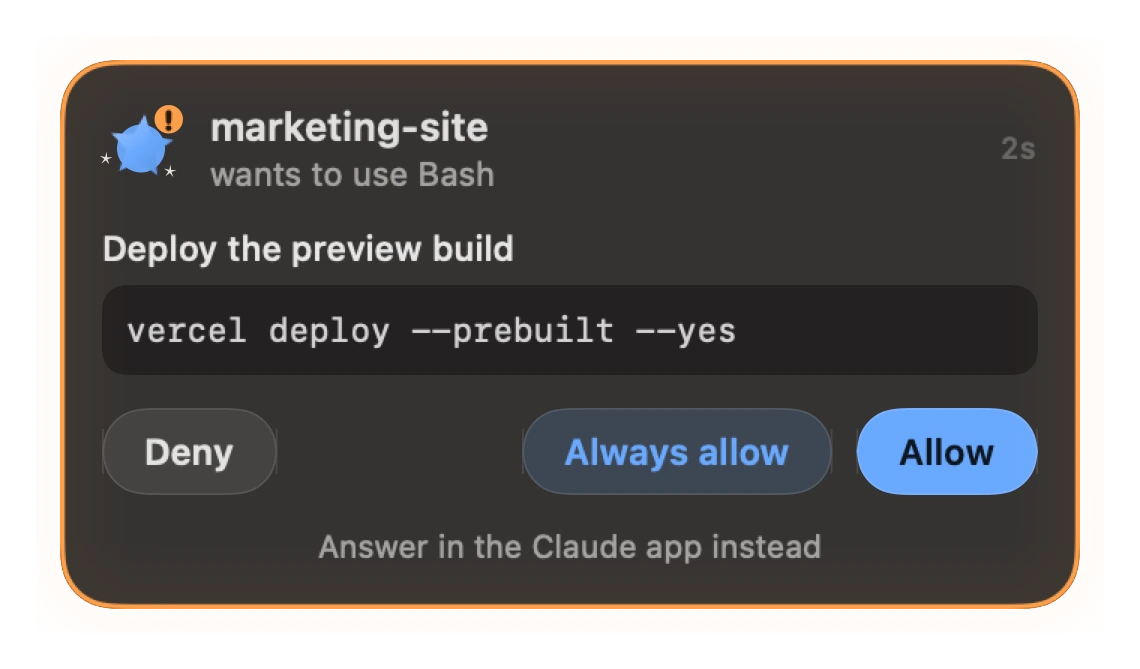 marketing-site
wants to use Bash
2s
Deploy the preview build
vercel deploy --prebuilt --yes
Deny
Always allow
Allow
Answer in the Claude app instead